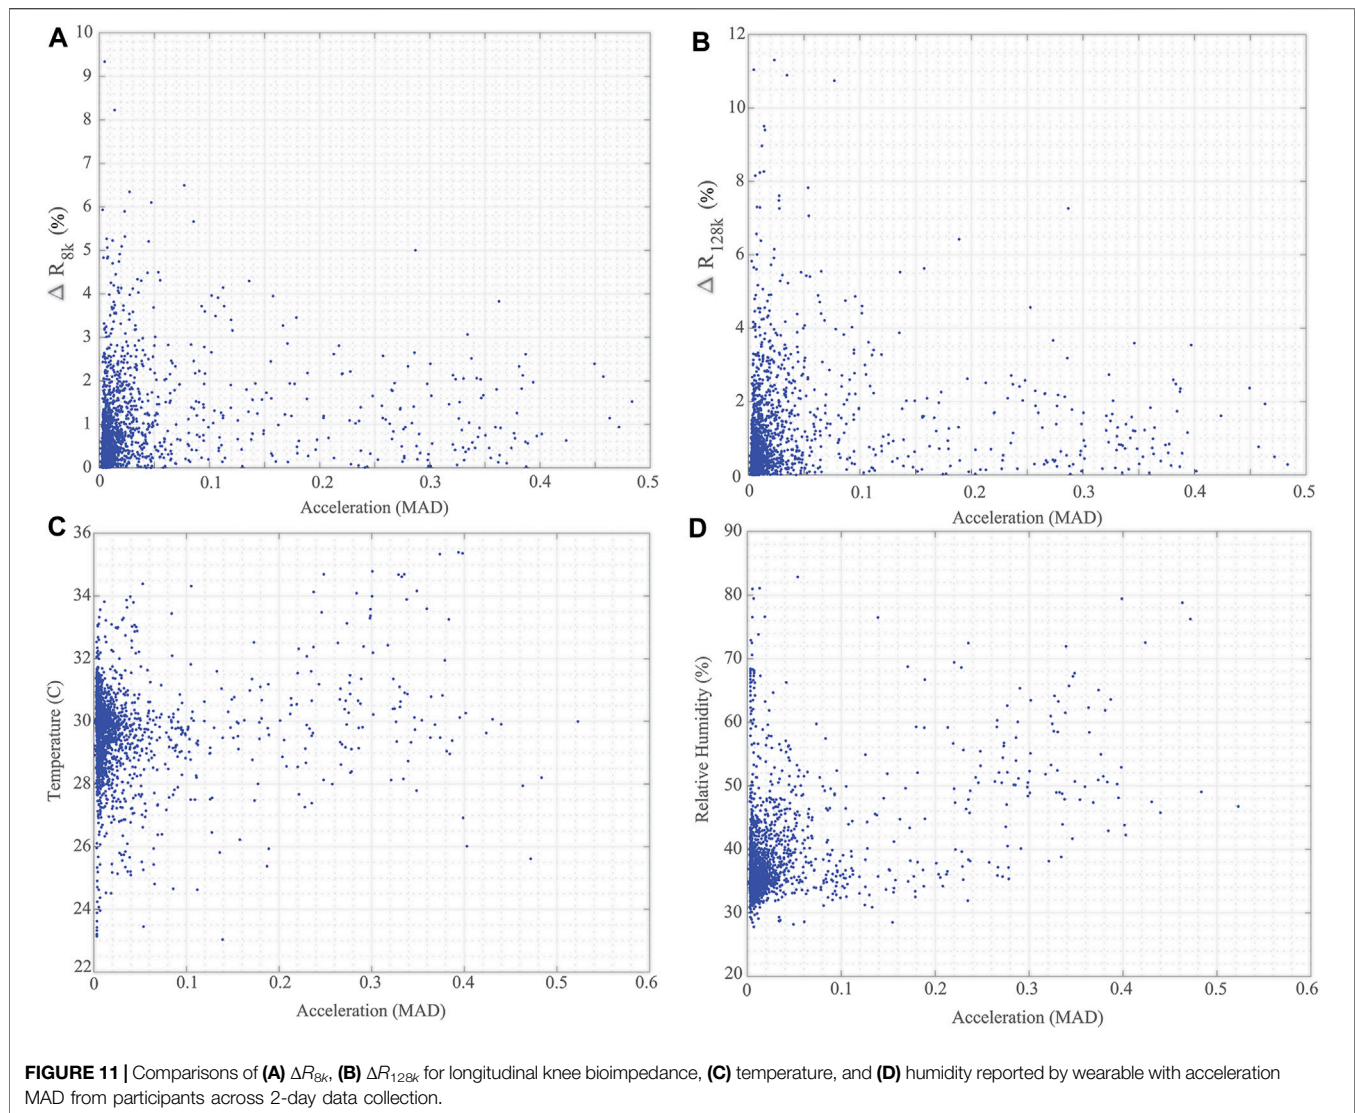 A
10
9
8
7
6
5
4
3
2
1
0
Δ R8k (%)
0 0.1 0.2 0.3 0.4 0.5
Acceleration (MAD)
B
12
10
8
6
4
2
0
Δ R128k (%)
0 0.1 0.2 0.3 0.4 0.5
Acceleration (MAD)
C
36
34
32
30
28
26
24
22
Temperature (C)
0 0.1 0.2 0.3 0.4 0.5 0.6
Acceleration (MAD)
D
90
80
70
60
50
40
30
20
Relative Humidity (%)
0 0.1 0.2 0.3 0.4 0.5 0.6
Acceleration (MAD)
FIGURE 11 | Comparisons of (A) ΔR8k, (B) ΔR128k for longitudinal knee bioimpedance, (C) temperature, and (D) humidity reported by wearable with acceleration
MAD from participants across 2-day data collection.